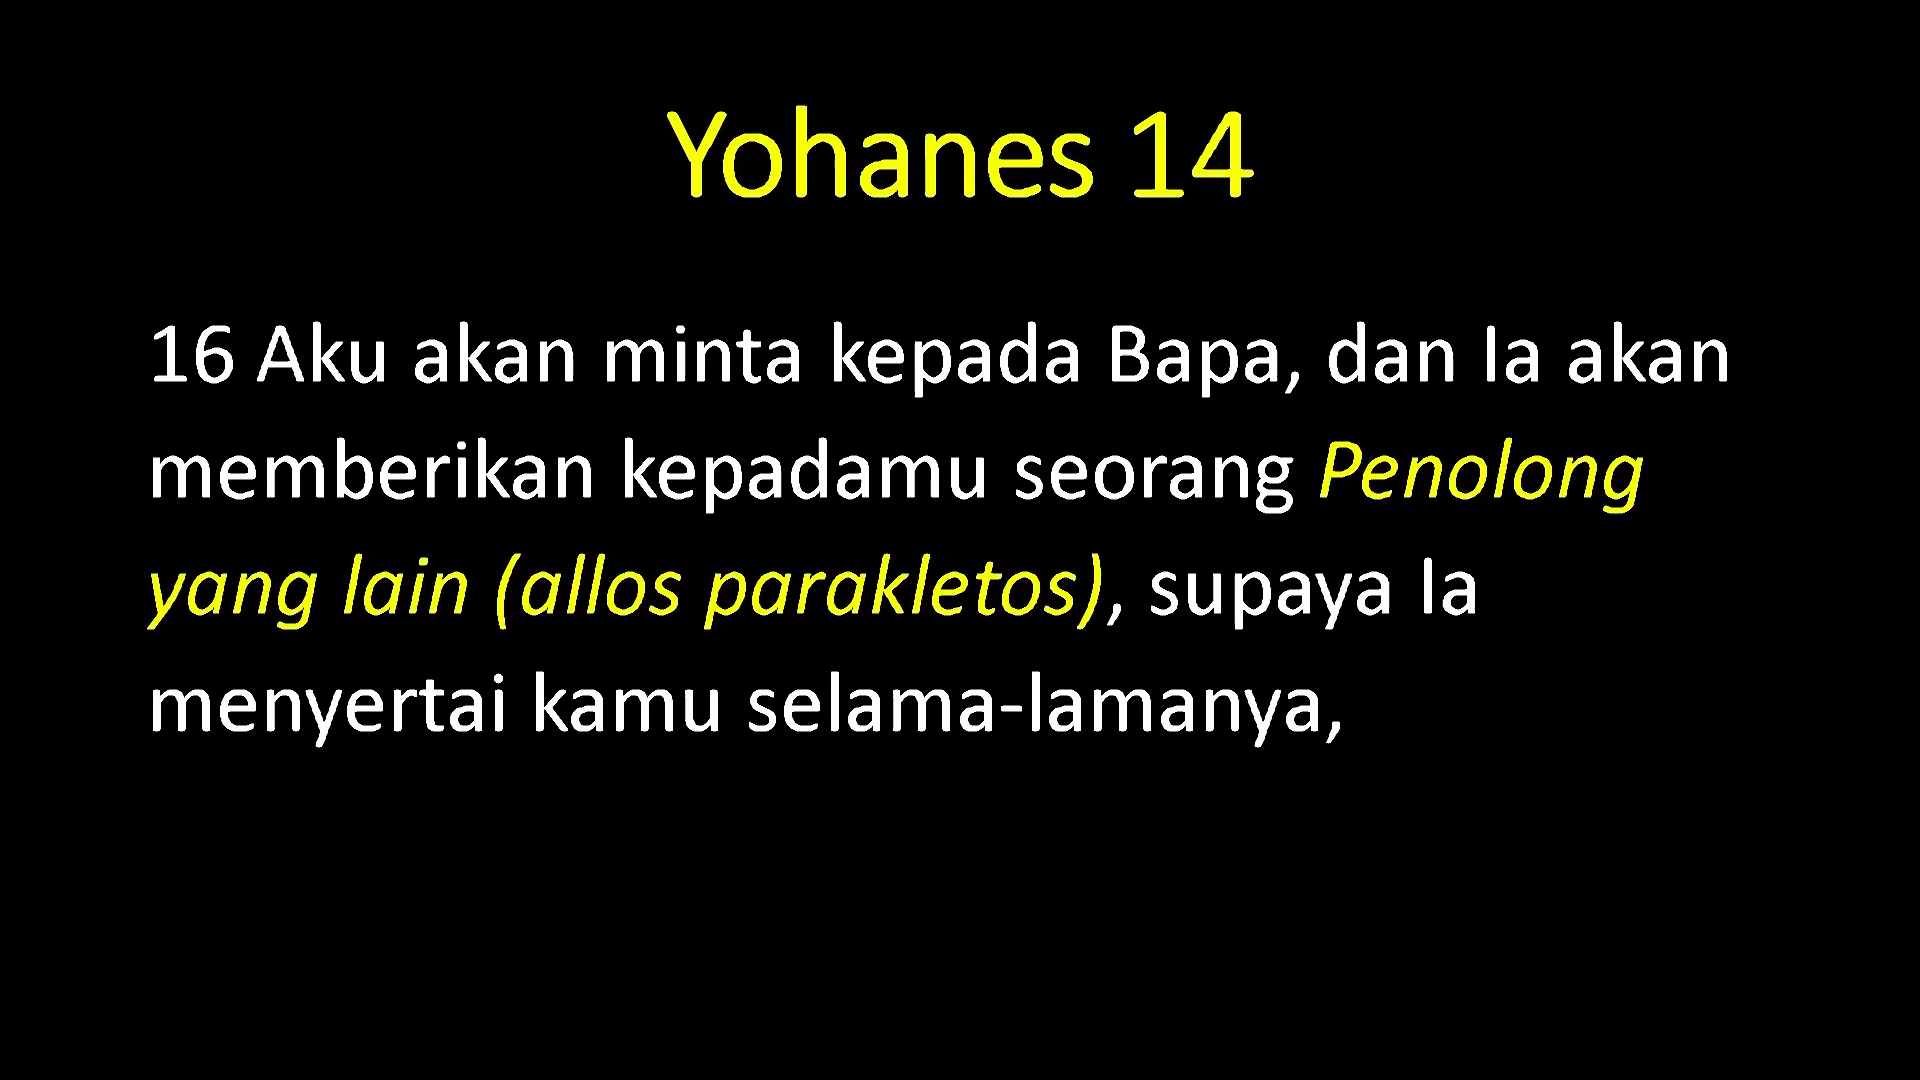 Yohanes 14
16 Aku akan minta kepada Bapa, dan Ia akan
memberikan kepadamu seorang Penolong
yang lain (allos parakletos), supaya Ia
menyertai kamu selama-lamanya,